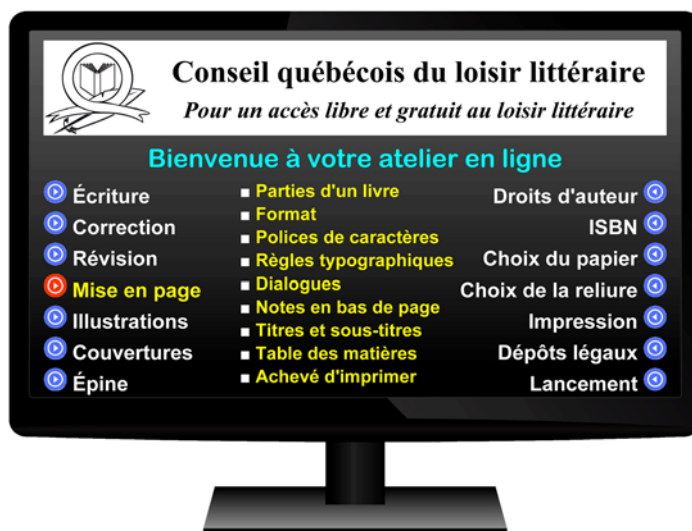 Conseil québécois du loisir littéraire
Pour un accès libre et gratuit au loisir littéraire
Bienvenue à votre atelier en ligne
Écriture
Correction
Révision
Mise en page
Illustrations
Couvertures
Épine
Parties d'un livre
Format
Polices de caractères
Règles typographiques
Dialogues
Notes en bas de page
Titres et sous-titres
Table des matières
Achevé d'imprimer
Droits d'auteur
ISBN
Choix du papier
Choix de la reliure
Impression
Dépôts légaux
Lancement